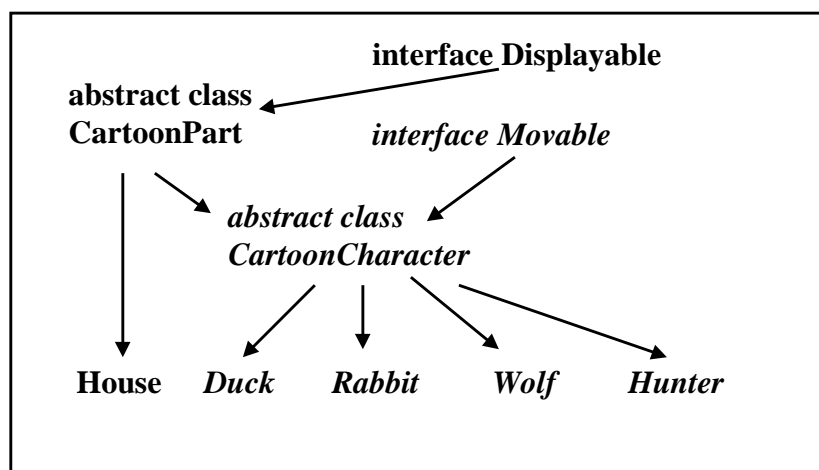 interface Displayable
abstract class
CartoonPart
interface Movable
abstract class
CartoonCharacter
House
Duck
Rabbit
Wolf
Hunter